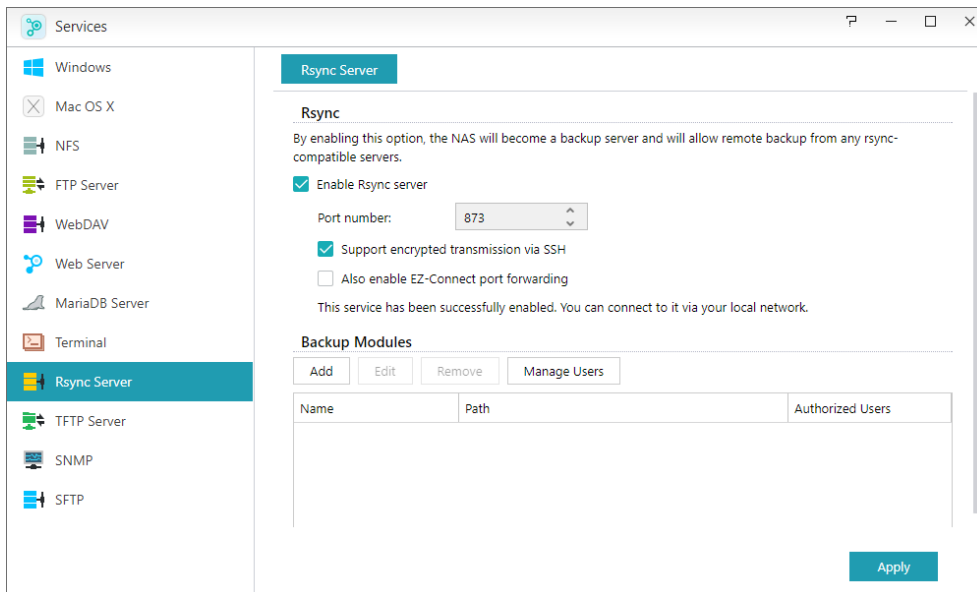 Services
Windows
Mac OS X
NFS
FTP Server
WebDAV
Web Server
MariaDB Server
Terminal
Rsync Server
TFTP Server
SNMP
SFTP
Rsync Server
Rsync
By enabling this option, the NAS will become a backup server and will allow remote backup from any rsync-
compatible servers.
Enable Rsync server
Port number: 873
Support encrypted transmission via SSH
Also enable EZ-Connect port forwarding
This service has been successfully enabled. You can connect to it via your local network.
Backup Modules
Add Edit Remove Manage Users
Name Path Authorized Users
Apply